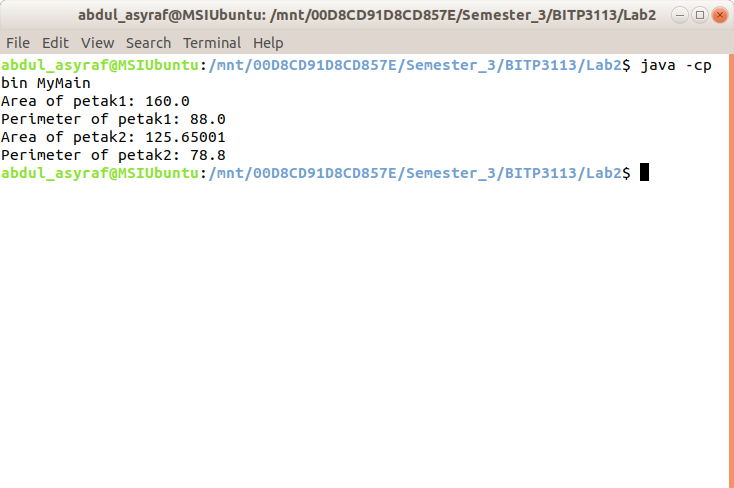 abdul_asyraf@MSIUbuntu: /mnt/00D8CD91D8CD857E/Semester_3/BITP3113/Lab2
File Edit View Search Terminal Help
abdul_asyraf@MSIUbuntu:/mnt/00D8CD91D8CD857E/Semester_3/BITP3113/Lab2$ java -cp
bin MyMain
Area of petak1: 160.0
Perimeter of petak1: 88.0
Area of petak2: 125.65001
Perimeter of petak2: 78.8
abdul_asyraf@MSIUbuntu:/mnt/00D8CD91D8CD857E/Semester_3/BITP3113/Lab2$